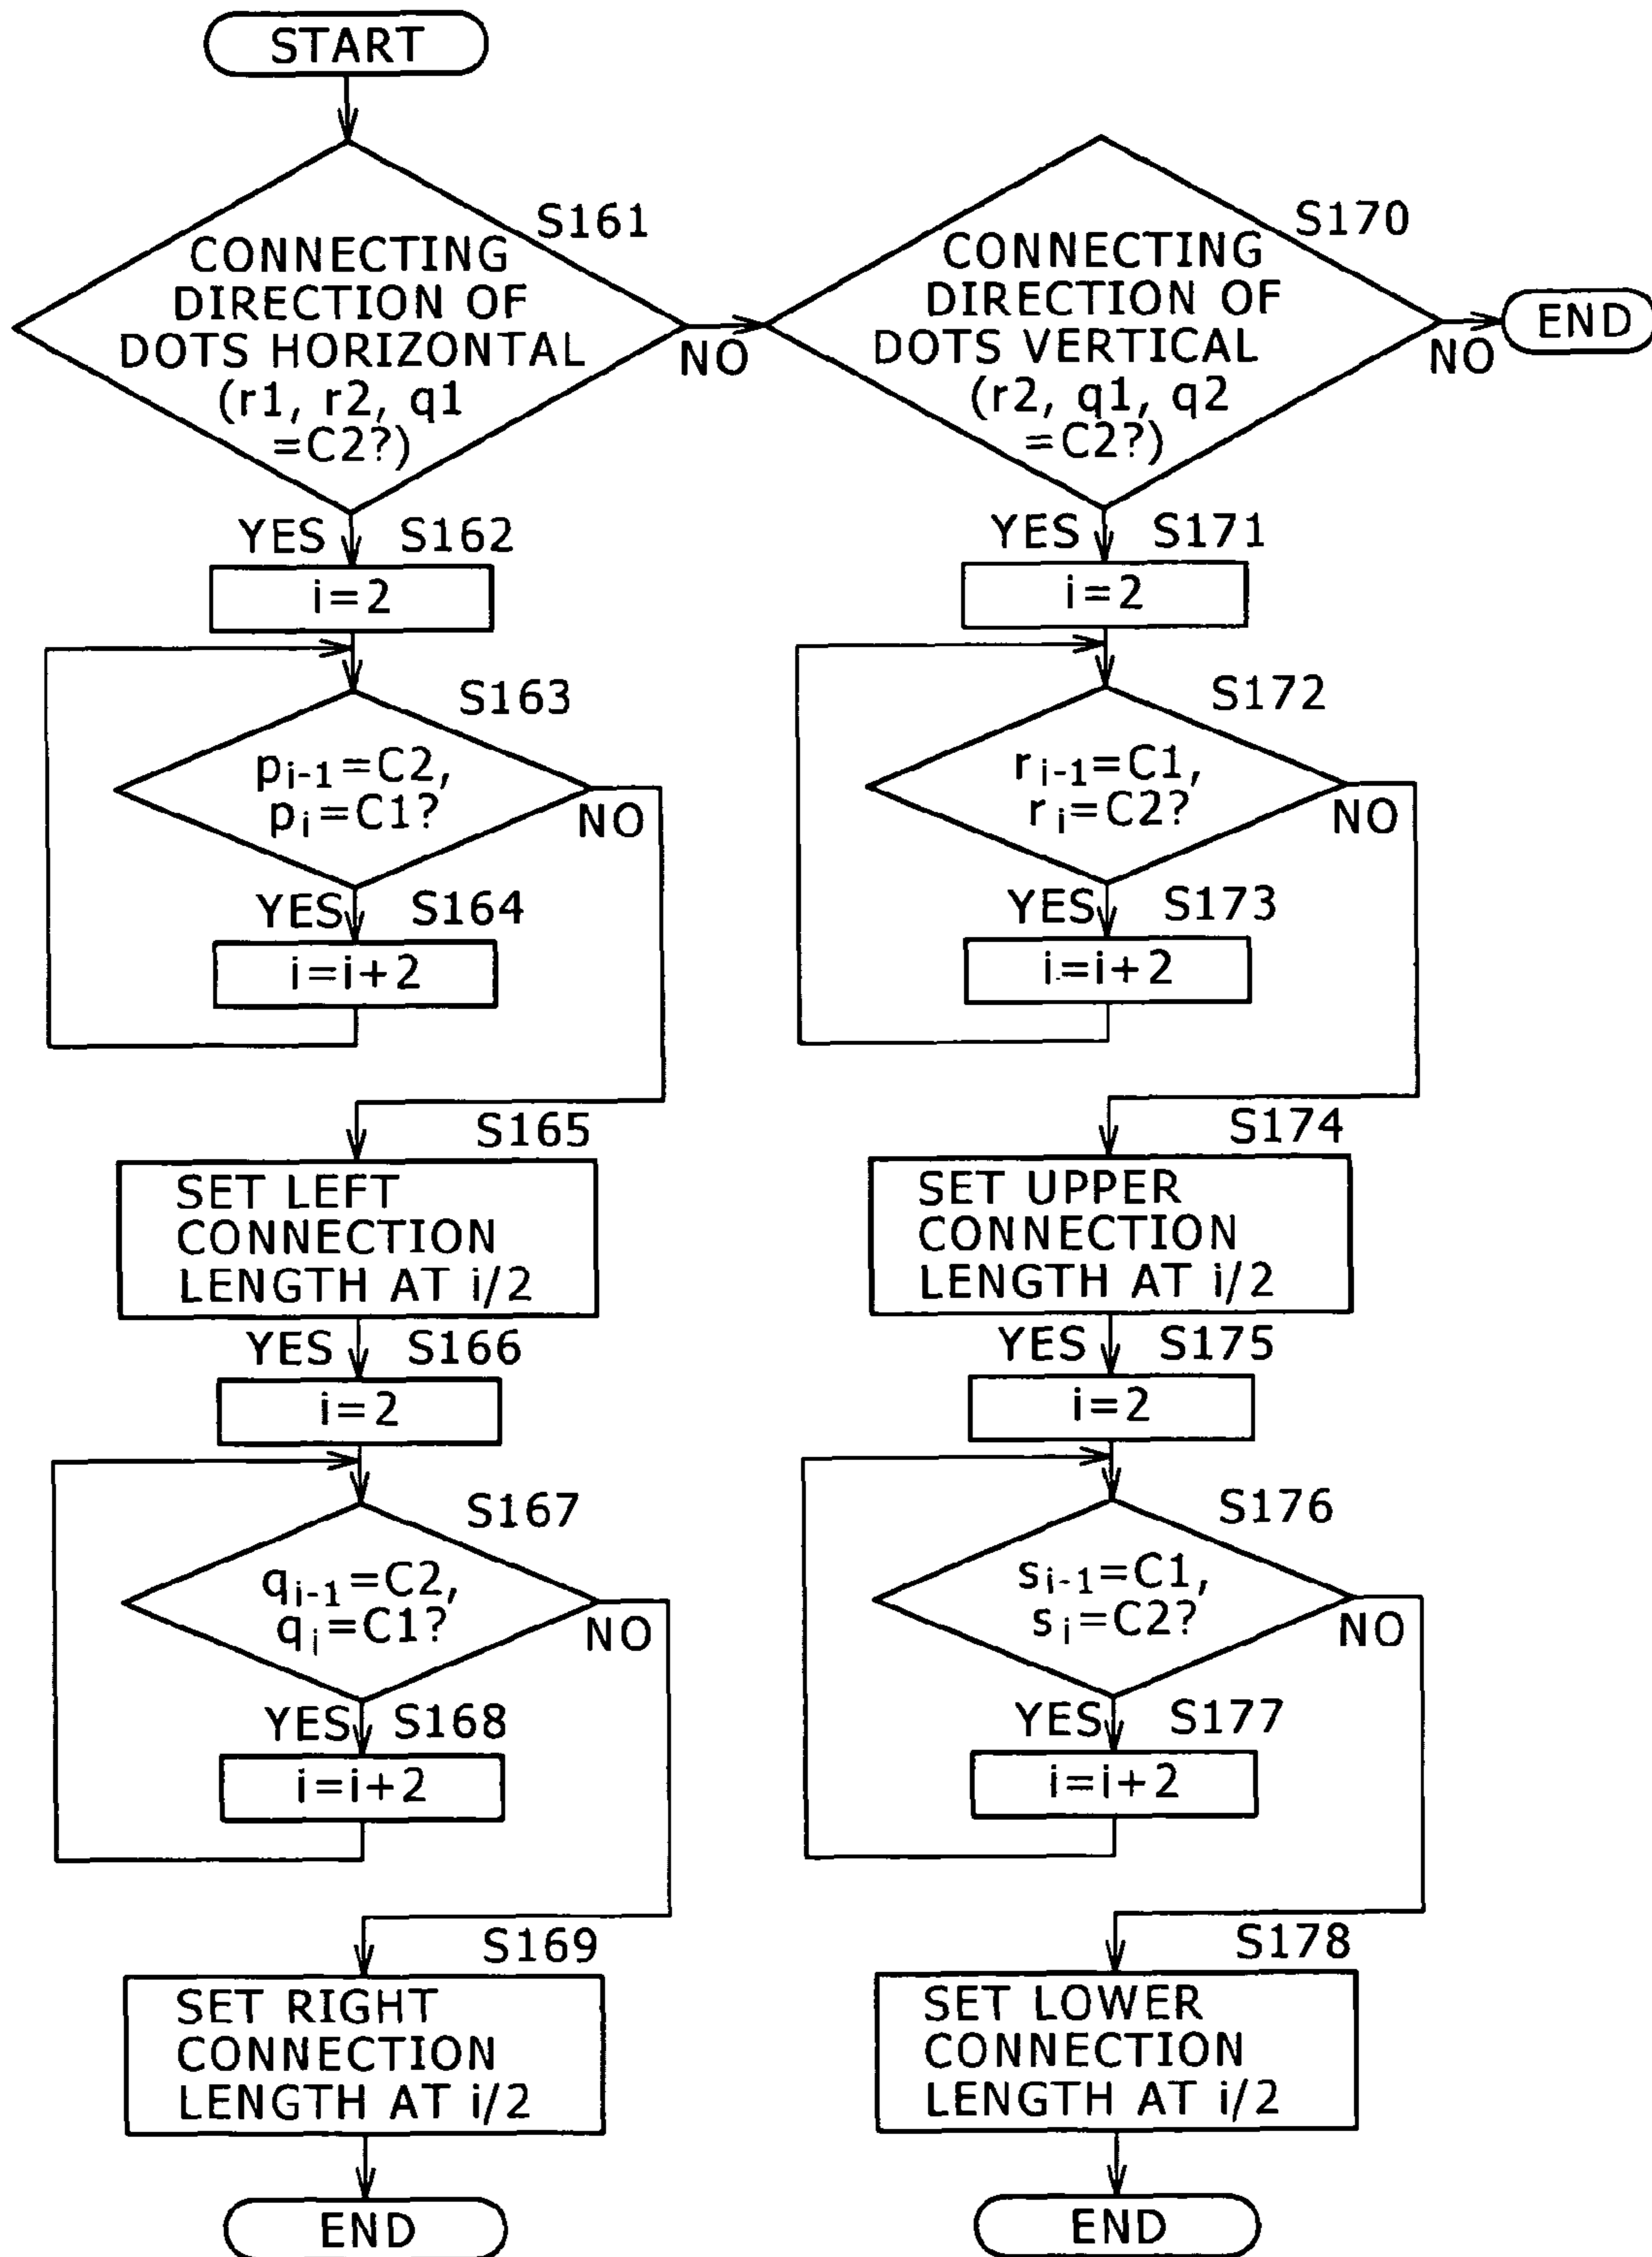 START
S161
CONNECTING
DIRECTION OF
DOTS HORIZONTAL
(r1, r2, q1
=C2?)
NO
YES
S162
i=2
S163
pi-1=C2,
pi=C1?
NO
YES
S164
i=i+2
S165
SET LEFT
CONNECTION
LENGTH AT i/2
YES
S166
i=2
S167
qi-1=C2,
qi=C1?
NO
YES
S168
i=i+2
S169
SET RIGHT
CONNECTION
LENGTH AT i/2
END
S170
CONNECTING
DIRECTION OF
DOTS VERTICAL
(r2, q1, q2
=C2?)
NO
END
YES
S171
i=2
S172
ri-1=C1,
ri=C2?
NO
YES
S173
i=i+2
S174
SET UPPER
CONNECTION
LENGTH AT i/2
YES
S175
i=2
S176
si-1=C1,
si=C2?
NO
YES
S177
i=i+2
S178
SET LOWER
CONNECTION
LENGTH AT i/2
END